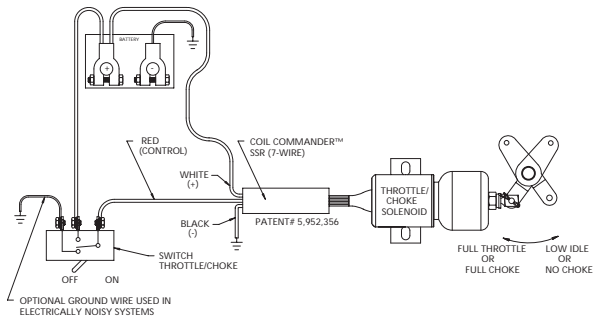 BATTERY
+
-
RED
(CONTROL)
COIL COMMANDER™
SSR (7-WIRE)
WHITE
(+)
THROTTLE/
CHOKE
SOLENOID
BLACK
(-)
PATENT# 5,952,356
SWITCH
THROTTLE/CHOKE
OFF ON
FULL THROTTLE
OR
FULL CHOKE
LOW IDLE
OR
NO CHOKE
OPTIONAL GROUND WIRE USED IN
ELECTRICALLY NOISY SYSTEMS